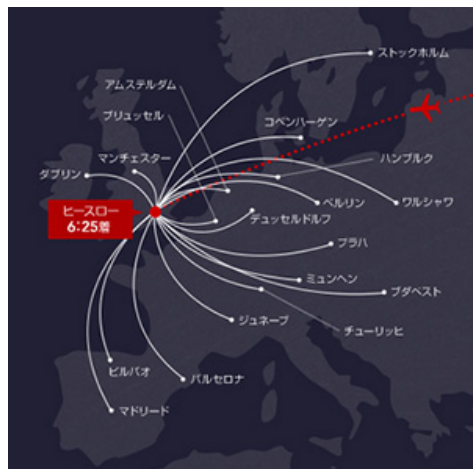 ストックホルム
アムステルダム
ブリュッセル
コペンハーゲン
マンチェスター
ハンブルク
ダブリン
ヒースロー
6:25着
ベルリン
ワルシャワ
デュッセルドルフ
プラハ
ミュンヘン
ブダペスト
ジュネーブ
チューリッヒ
ビルバオ
バルセロナ
マドリード